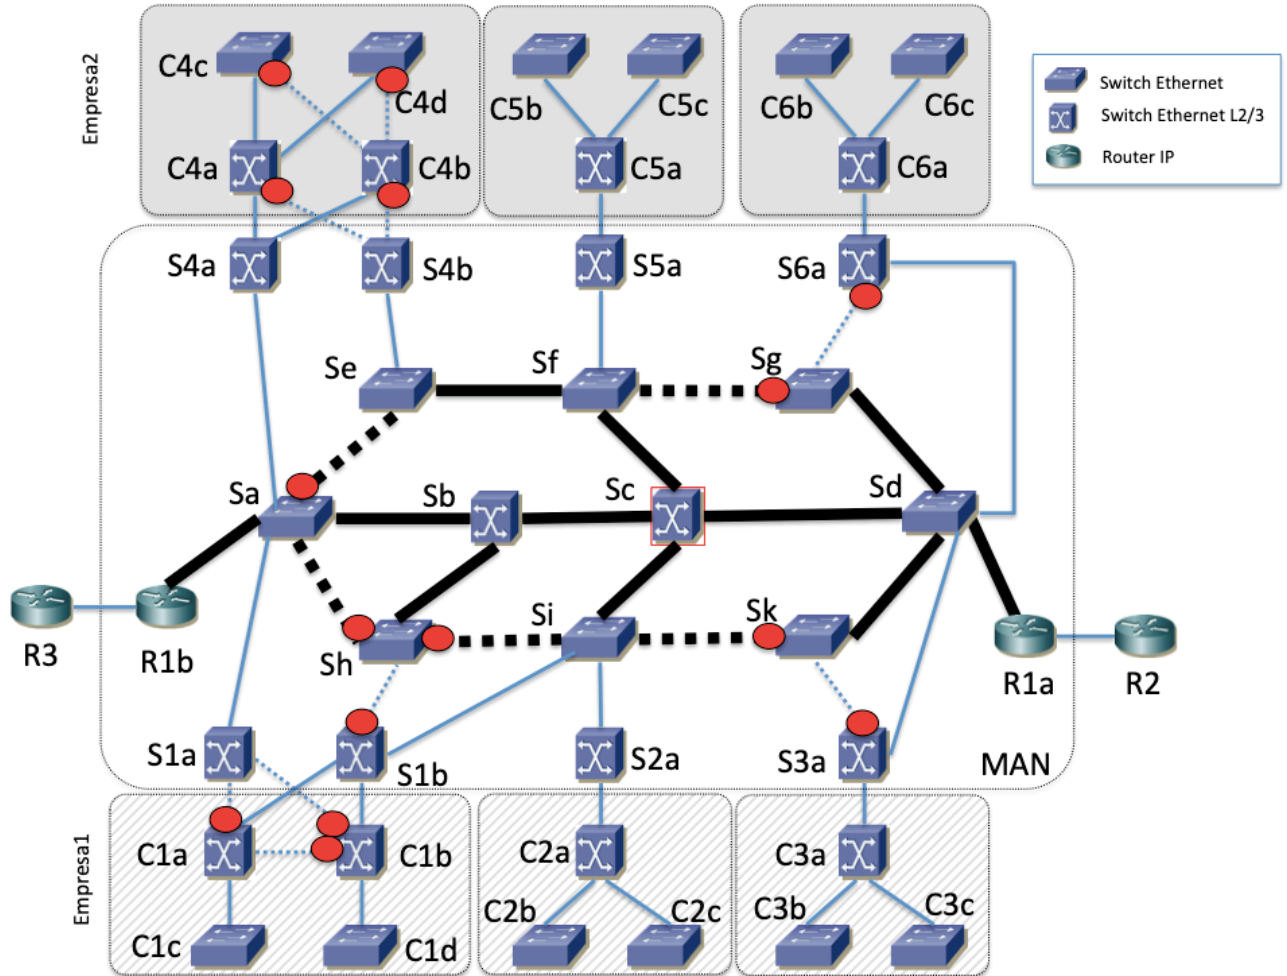 Empresa2
C4c
C4d
C4a
C4b
C5b
C5c
C5a
C6b
C6c
C6a
Switch Ethernet
Switch Ethernet L2/3
Router IP
S4a
S4b
S5a
S6a
Se
Sf
Sg
Sa
Sb
Sc
Sd
Sh
Si
Sk
R3
R1b
R1a
R2
S1a
S1b
S2a
S3a
MAN
Empresa1
C1a
C1b
C1c
C1d
C2a
C2b
C2c
C3a
C3b
C3c